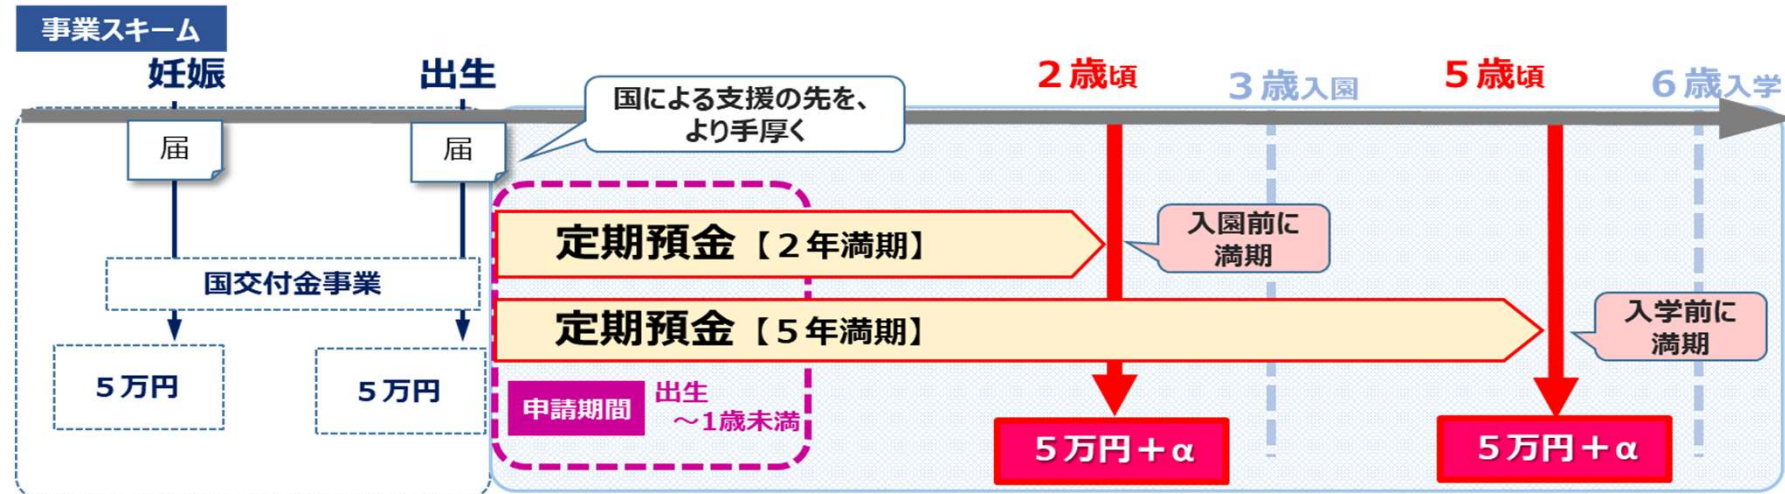 事業スキーム
妊娠
出生
2歳頃
3歳入園
5歳頃
6歳入学
届
届
国による支援の先を、
より手厚く
定期預金【2年満期】
入園前に
満期
国交付金事業
定期預金【5年満期】
入学前に
満期
5万円
5万円
申請期間
出生
～1歳未満
5万円＋α
5万円＋α